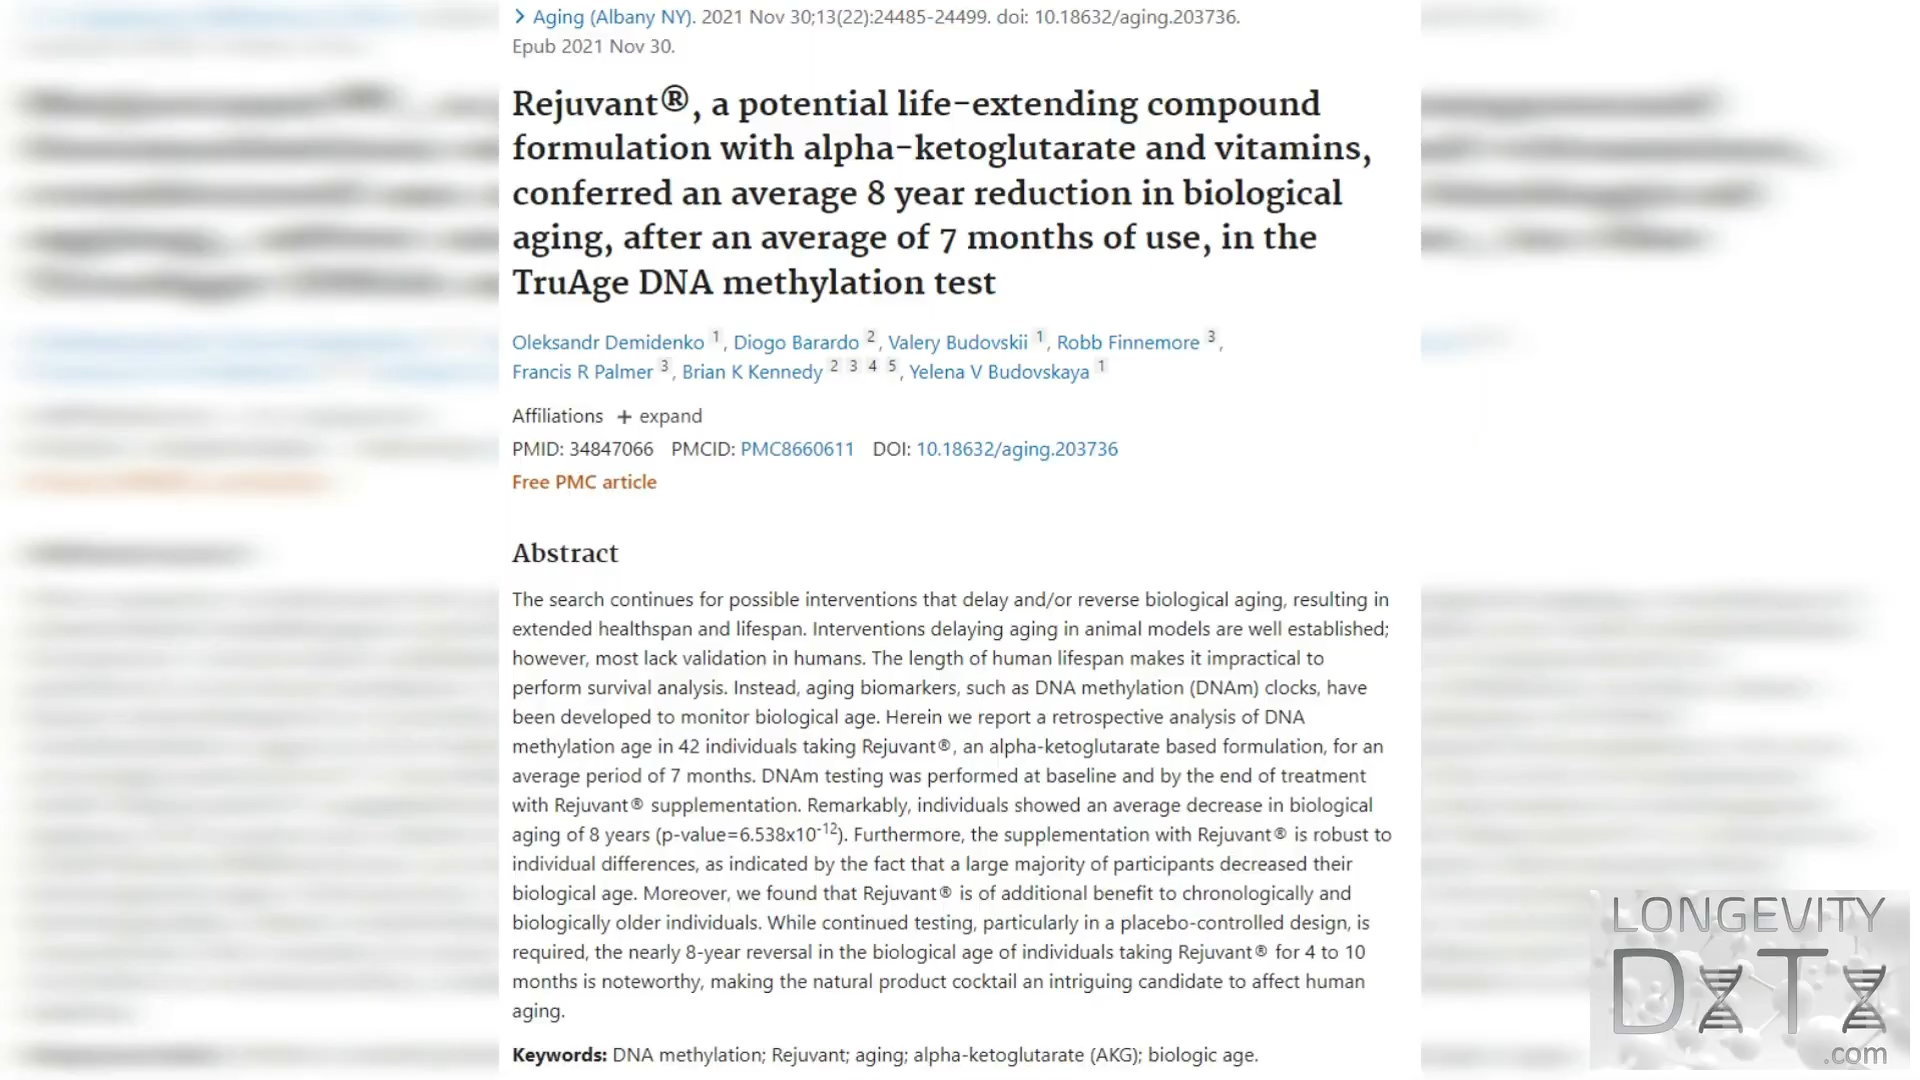 Aging (Albany NY). 2021 Nov 30;13(22):24485-24499. doi: 10.18632/aging.203736.
Epub 2021 Nov 30.
Rejuvant®, a potential life-extending compound
formulation with alpha-ketoglutarate and vitamins,
conferred an average 8 year reduction in biological
aging, after an average of 7 months of use, in the
TruAge DNA methylation test
Oleksandr Demidenko 1, Diogo Barardo 2, Valery Budovskii 1, Robb Finnemore 3,
Francis R Palmer 3, Brian K Kennedy 2 3 4 5, Yelena V Budovskaya 1
Affiliations + expand
PMID: 34847066 PMCID: PMC8660611 DOI: 10.18632/aging.203736
Free PMC article
Abstract
The search continues for possible interventions that delay and/or reverse biological aging, resulting in
extended healthspan and lifespan. Interventions delaying aging in animal models are well established;
however, most lack validation in humans. The length of human lifespan makes it impractical to
perform survival analysis. Instead, aging biomarkers, such as DNA methylation (DNAm) clocks, have
been developed to monitor biological age. Herein we report a retrospective analysis of DNA
methylation age in 42 individuals taking Rejuvant®, an alpha-ketoglutarate based formulation, for an
average period of 7 months. DNAm testing was performed at baseline and by the end of treatment
with Rejuvant® supplementation. Remarkably, individuals showed an average decrease in biological
aging of 8 years (p-value=6.538x10-12). Furthermore, the supplementation with Rejuvant® is robust to
individual differences, as indicated by the fact that a large majority of participants decreased their
biological age. Moreover, we found that Rejuvant® is of additional benefit to chronologically and
biologically older individuals. While continued testing, particularly in a placebo-controlled design, is
required, the nearly 8-year reversal in the biological age of individuals taking Rejuvant® for 4 to 10
months is noteworthy, making the natural product cocktail an intriguing candidate to affect human
aging.
Keywords: DNA methylation; Rejuvant; aging; alpha-ketoglutarate (AKG); biologic age.
LONGEVITY
DATA
.com